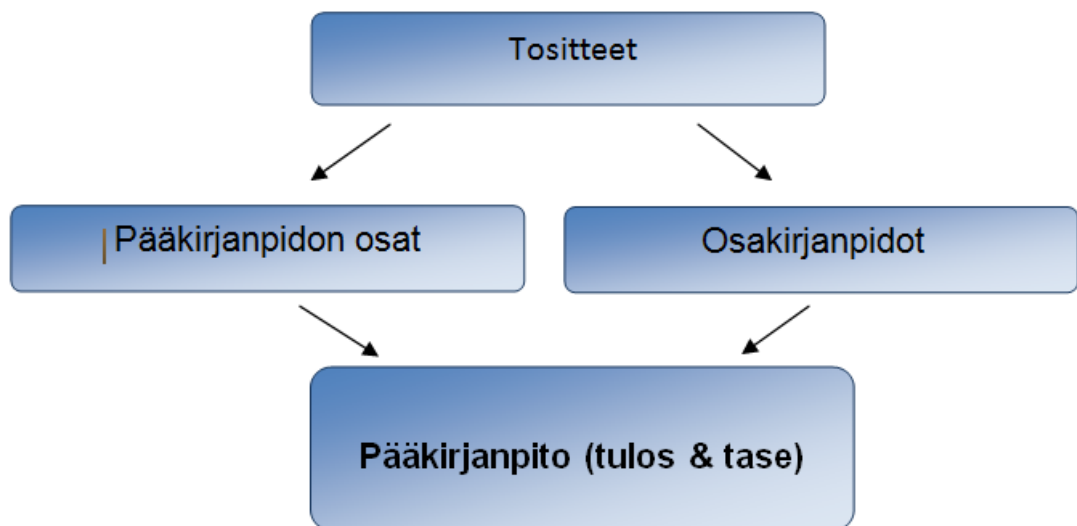 Tositteet
Pääkirjanpidon osat
Osakirjanpidot
Pääkirjanpito (tulos & tase)